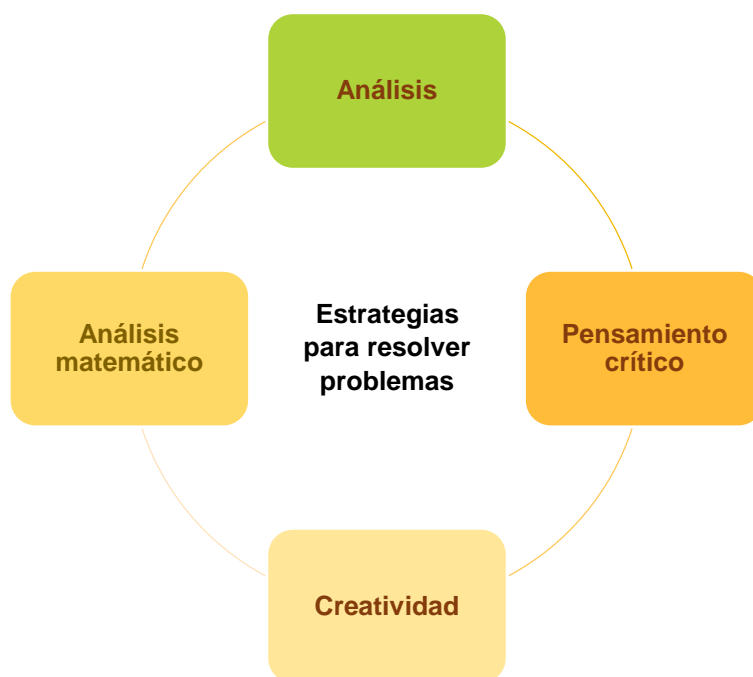 Análisis
Análisis
matemático
Estrategias
para resolver
problemas
Pensamiento
crítico
Creatividad